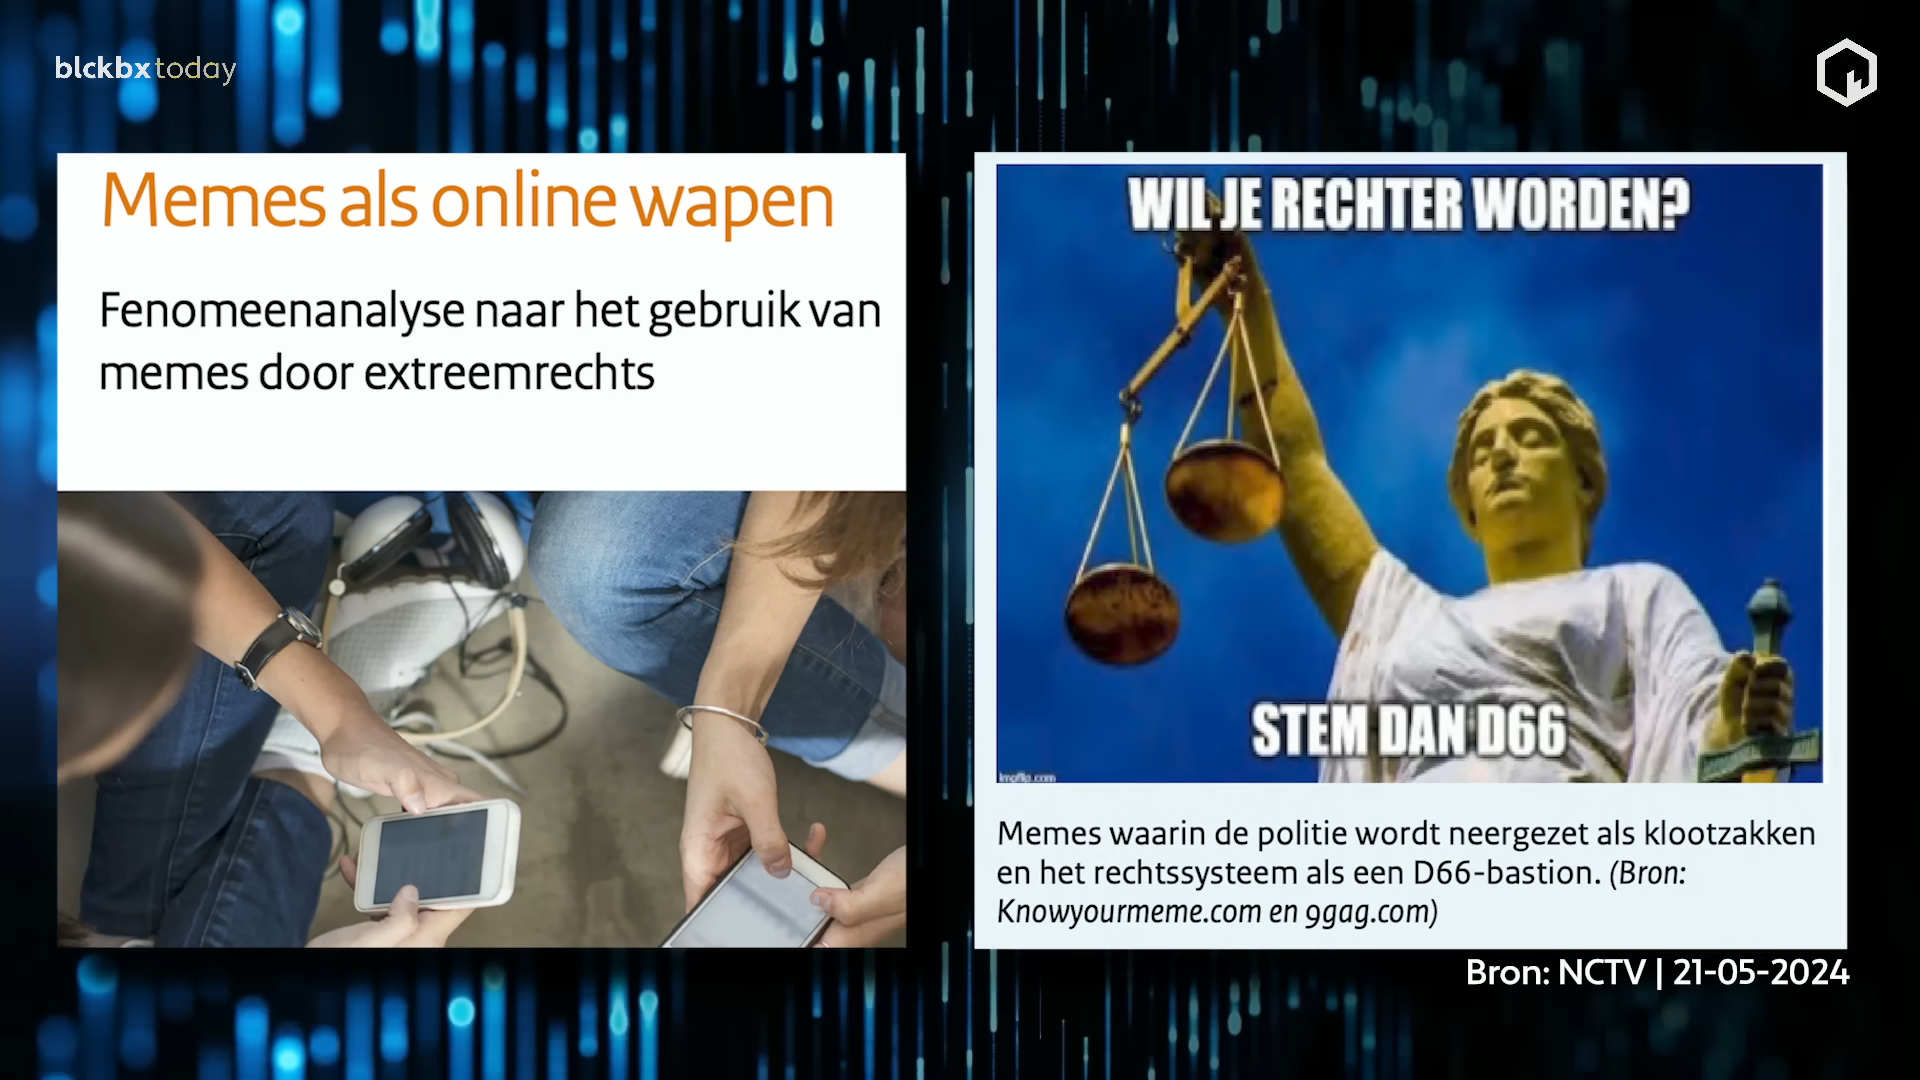 blckbxtoday
Memes als online wapen
Fenomeenanalyse naar het gebruik van
memes door extreemrechts
WIL JE RECHTER WORDEN?
STEM DAN D66
imgflip.com
Memes waarin de politie wordt neergezet als klootzakken
en het rechtssysteem als een D66-bastion. (Bron:
Knowyourmeme.com en 9gag.com)
Bron: NCTV | 21-05-2024